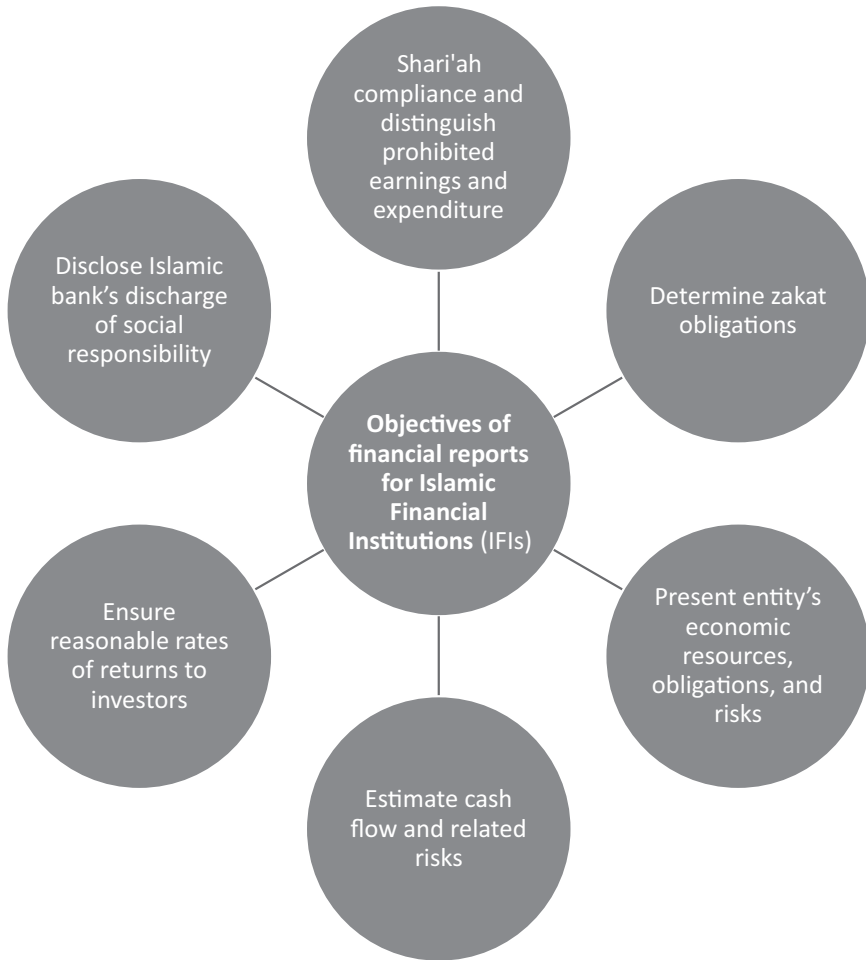 Shari'ah
compliance and
distinguish
prohibited
earnings and
expenditure
Determine zakat
obligations
Present entity's
economic
resources,
obligations, and
risks
Estimate cash
flow and related
risks
Ensure
reasonable rates
of returns to
investors
Disclose Islamic
bank’s discharge
of social
responsibility
Objectives of
financial reports
for Islamic
Financial
Institutions (IFIs)